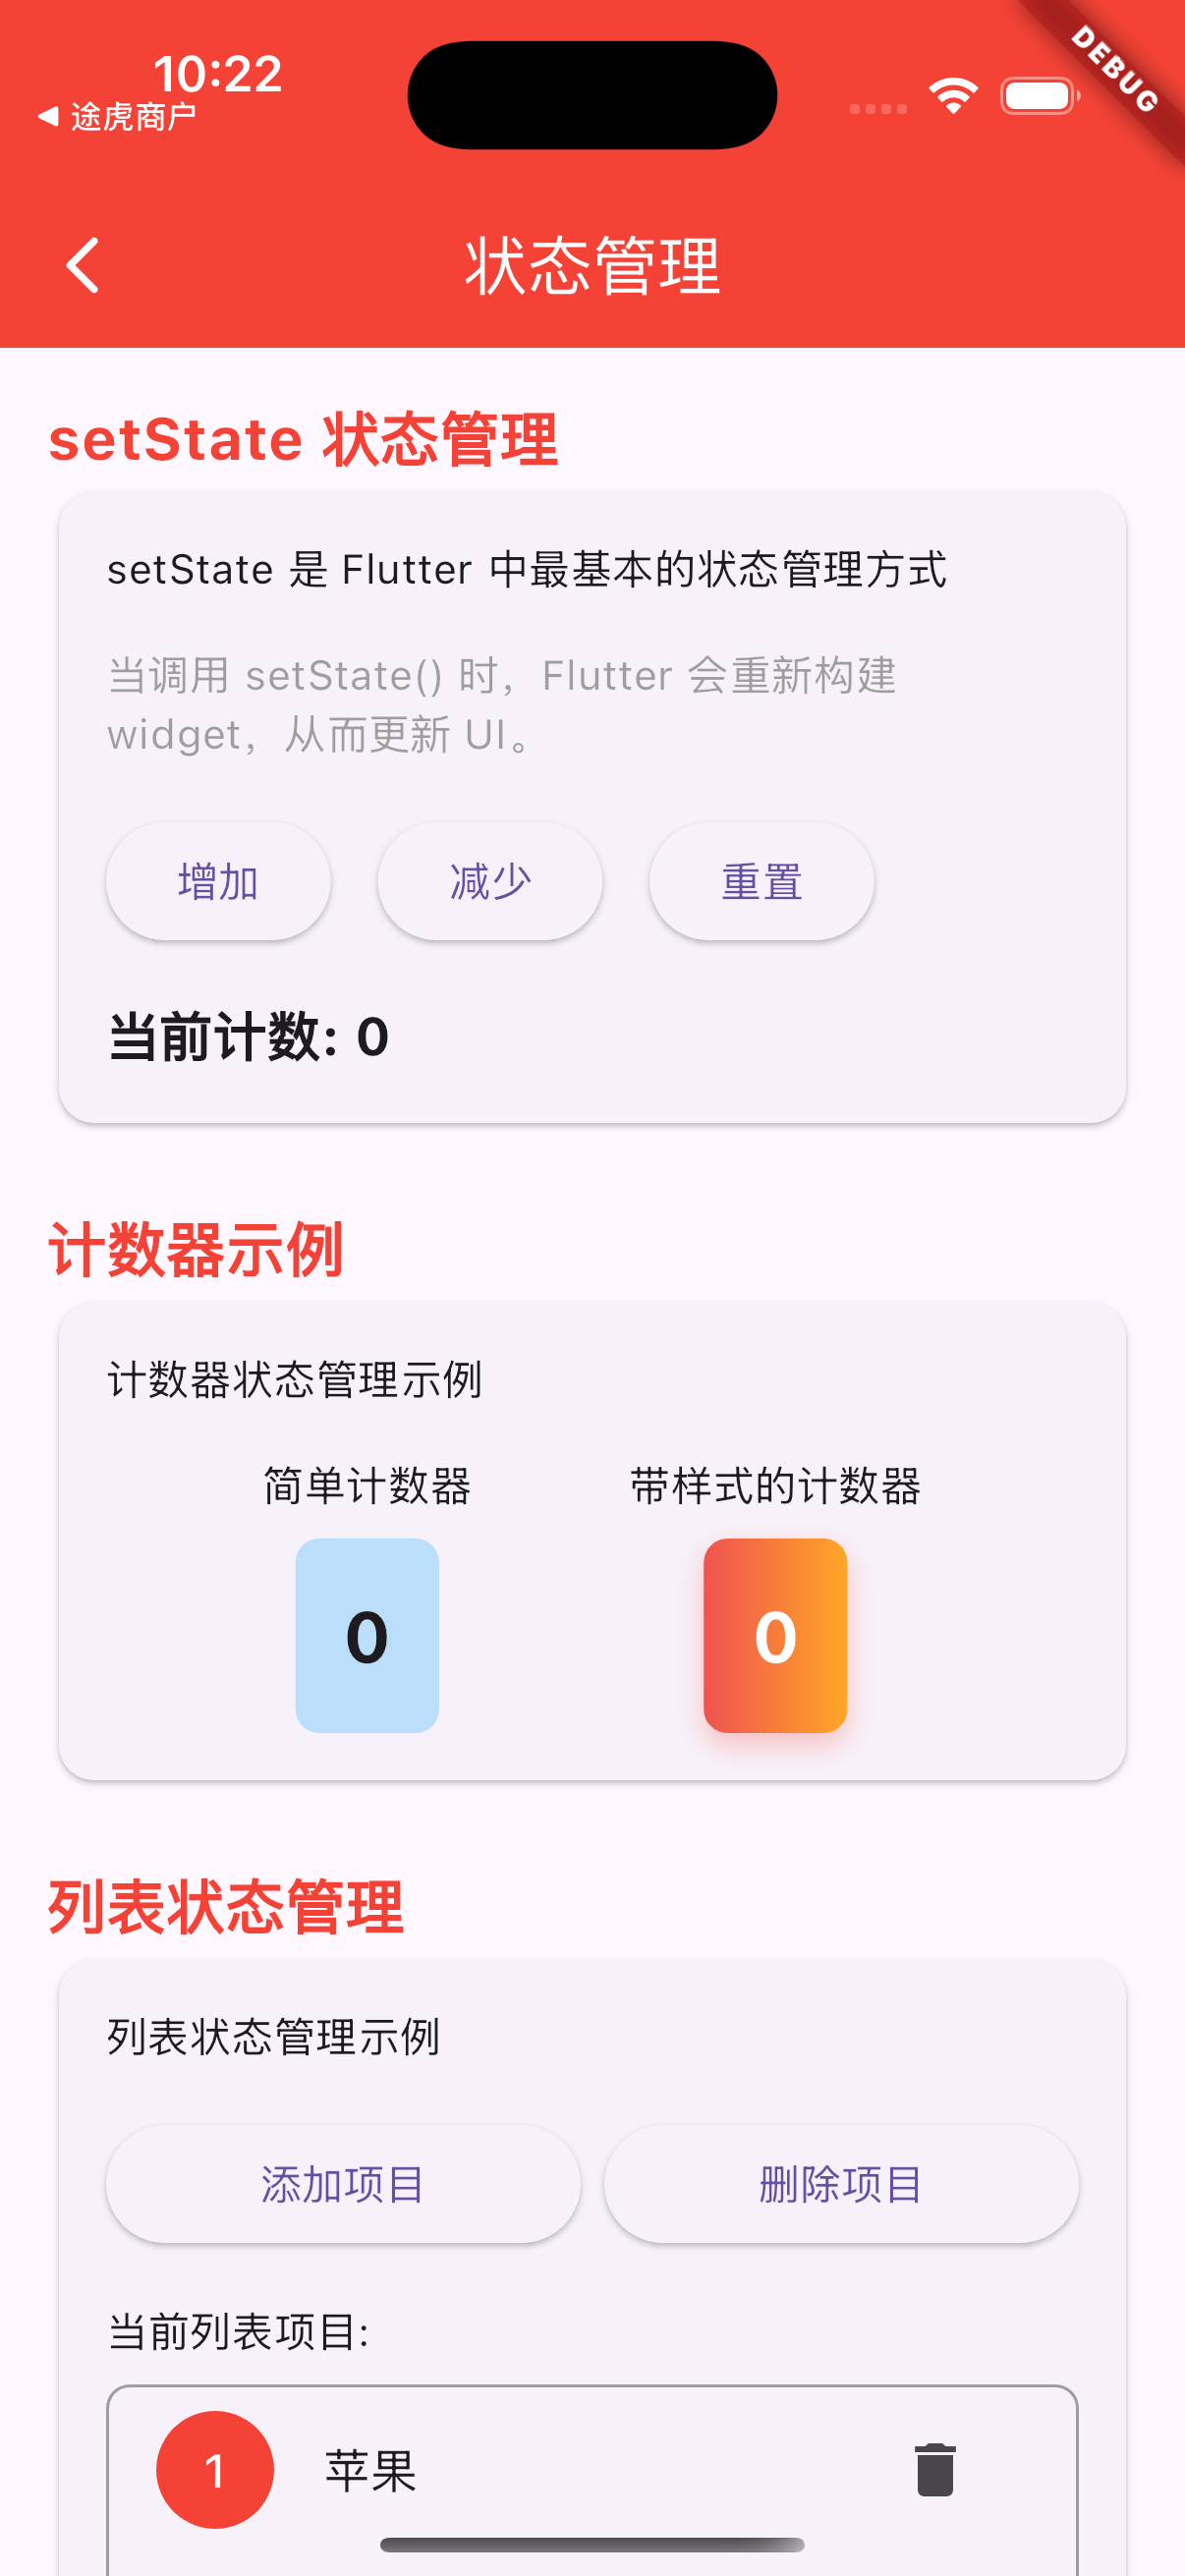 10:22
途虎商户
DEBUG
状态管理
setState 状态管理
setState 是 Flutter 中最基本的状态管理方式
当调用 setState() 时，Flutter 会重新构建
widget，从而更新 UI。
增加 减少 重置
当前计数: 0
计数器示例
计数器状态管理示例
简单计数器 带样式的计数器
0 0
列表状态管理
列表状态管理示例
添加项目 删除项目
当前列表项目:
1 苹果